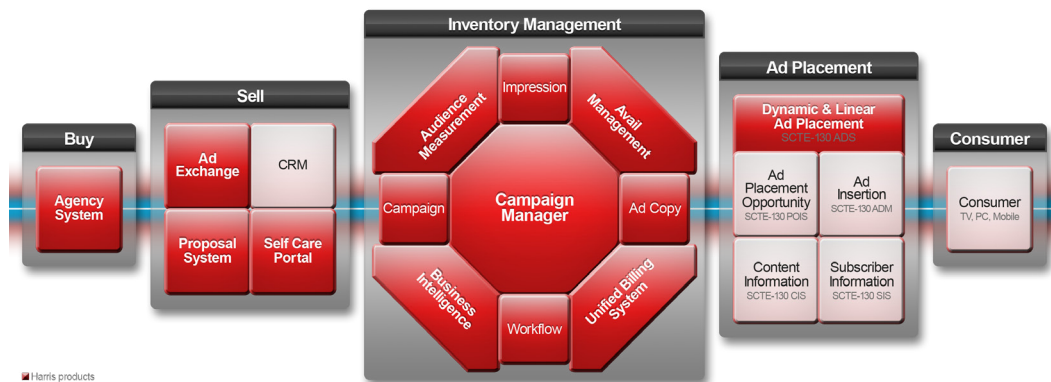 Buy
Agency
System
Sell
Ad
Exchange
CRM
Proposal
System
Self Care
Portal
Inventory Management
Audience
Measurement
Impression
Avail
Management
Campaign
Campaign
Manager
Ad Copy
Business
Intelligence
Workflow
Unified Billing
System
Ad Placement
Dynamic & Linear
Ad Placement
SCTE-130 ADS
Ad
Placement
Opportunity
SCTE-130 POIS
Ad
Insertion
SCTE-130 ADM
Content
Information
SCTE-130 CIS
Subscriber
Information
SCTE-130 SIS
Consumer
Consumer
TV, PC, Mobile
Harris products